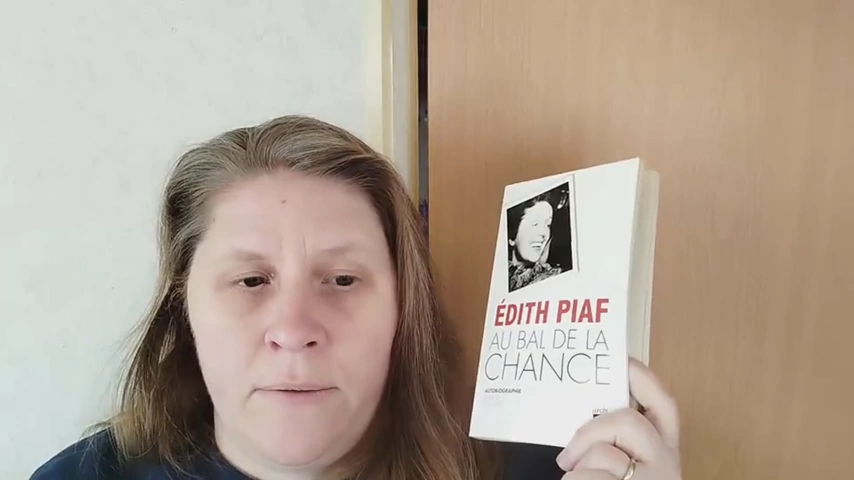 ÉDITH PIAF
AU BAL DE LA
CHANCE
AUTOBIOGRAPHIE